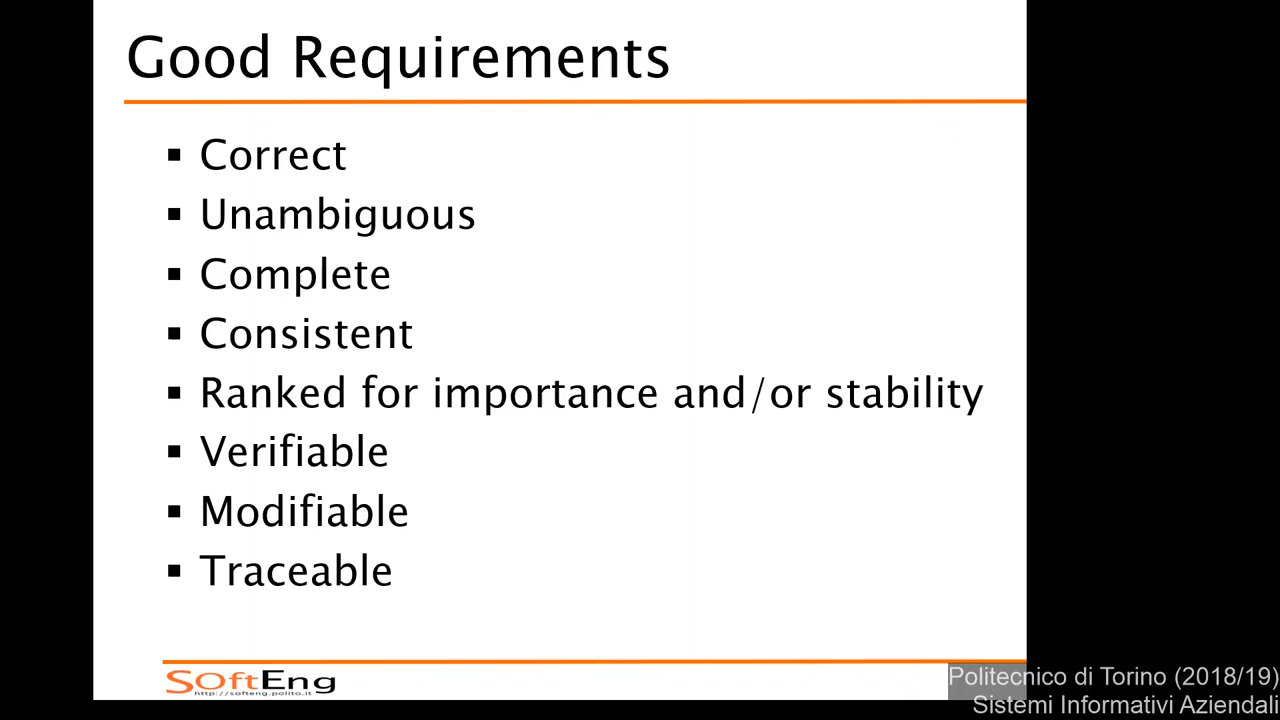 Good Requirements
▪ Correct
▪ Unambiguous
▪ Complete
▪ Consistent
▪ Ranked for importance and/or stability
▪ Verifiable
▪ Modifiable
▪ Traceable
SoftEng
http://softeng.polito.it
Politecnico di Torino (2018/19)
Sistemi Informativi Aziendali